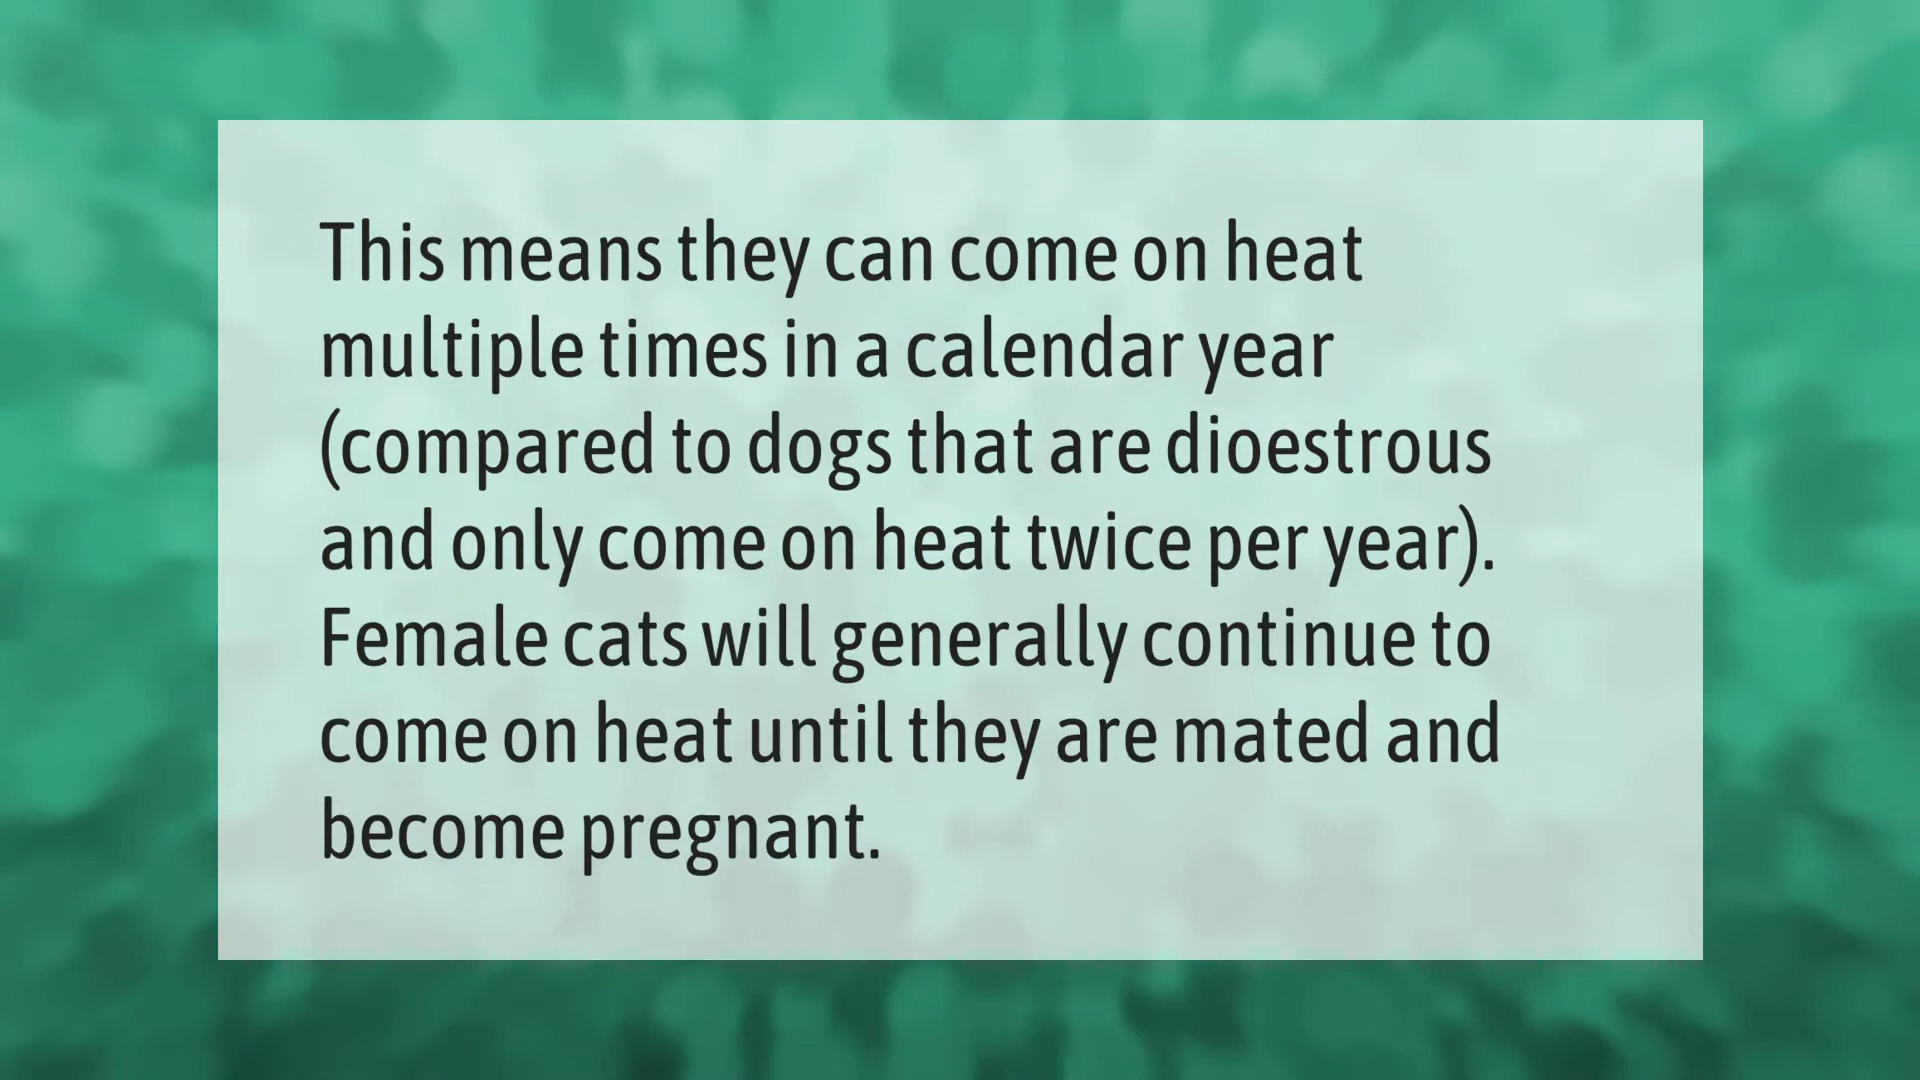 This means they can come on heat
multiple times in a calendar year
(compared to dogs that are dioestrous
and only come on heat twice per year).
Female cats will generally continue to
come on heat until they are mated and
become pregnant.